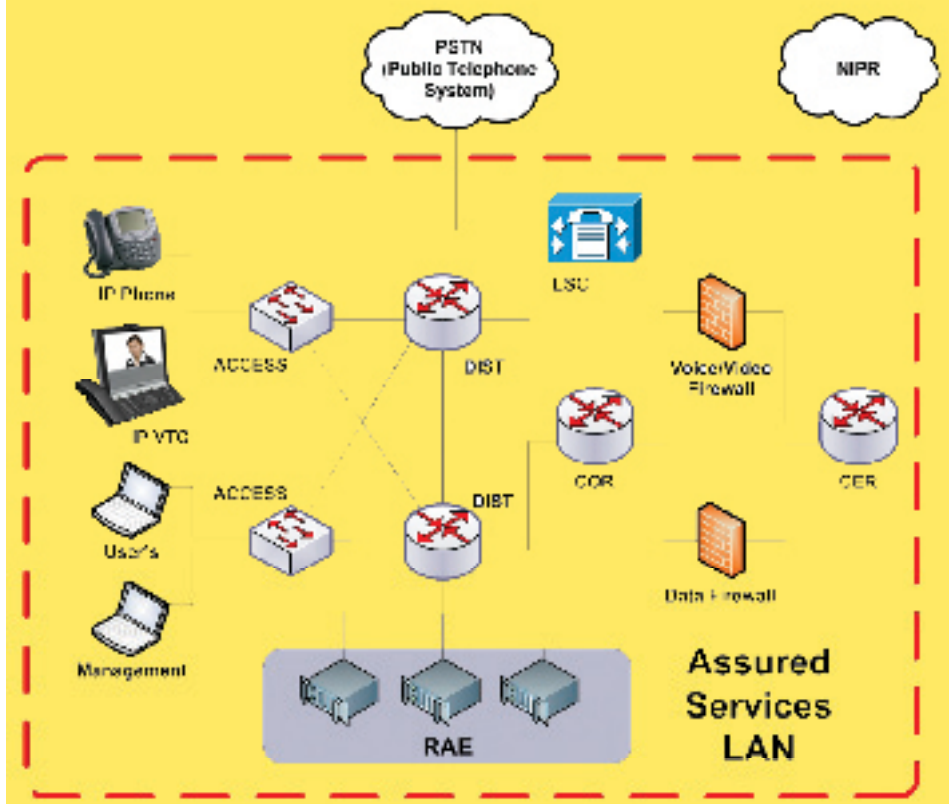 PSTN
(Public Telephone
System)
NIPR
IP Phone
LSC
ACCESS
DIST
Voice/Video
Firewall
IP VTC
ACCESS
DIST
COR
CER
User's
Data Firewall
Management
Assured
Services
LAN
RAE